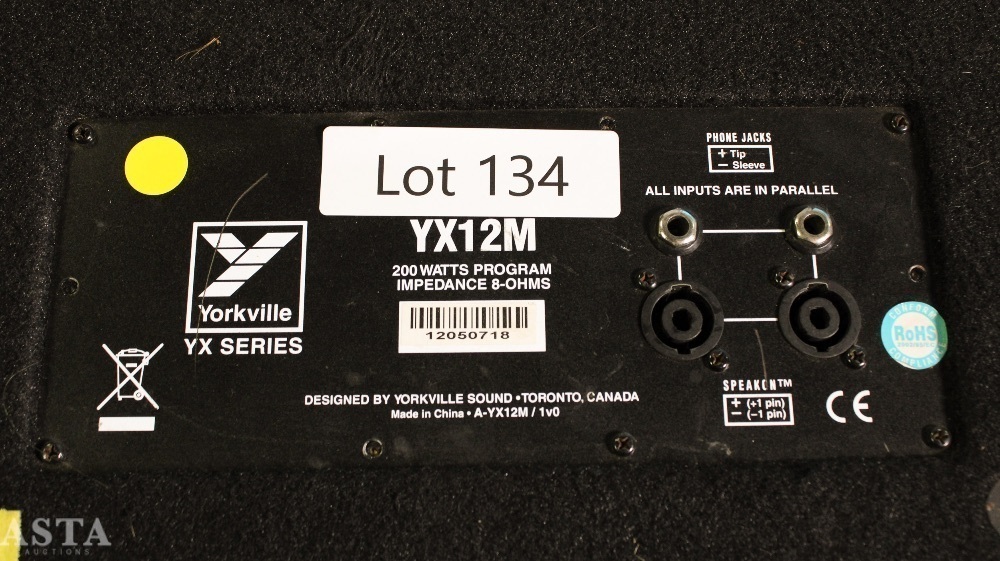 Lot 134
PHONE JACKS
+ Tip
− Sleeve
ALL INPUTS ARE IN PARALLEL
YX12M
200 WATTS PROGRAM
IMPEDANCE 8-OHMS
Yorkville
YX SERIES
12050718
DESIGNED BY YORKVILLE SOUND • TORONTO, CANADA
Made in China • A-YX12M / 1v0
SPEAKON™
+ (+1 pin)
− (−1 pin)
CE
RoHS
COMPLIANT
ASTA
AUCTIONS